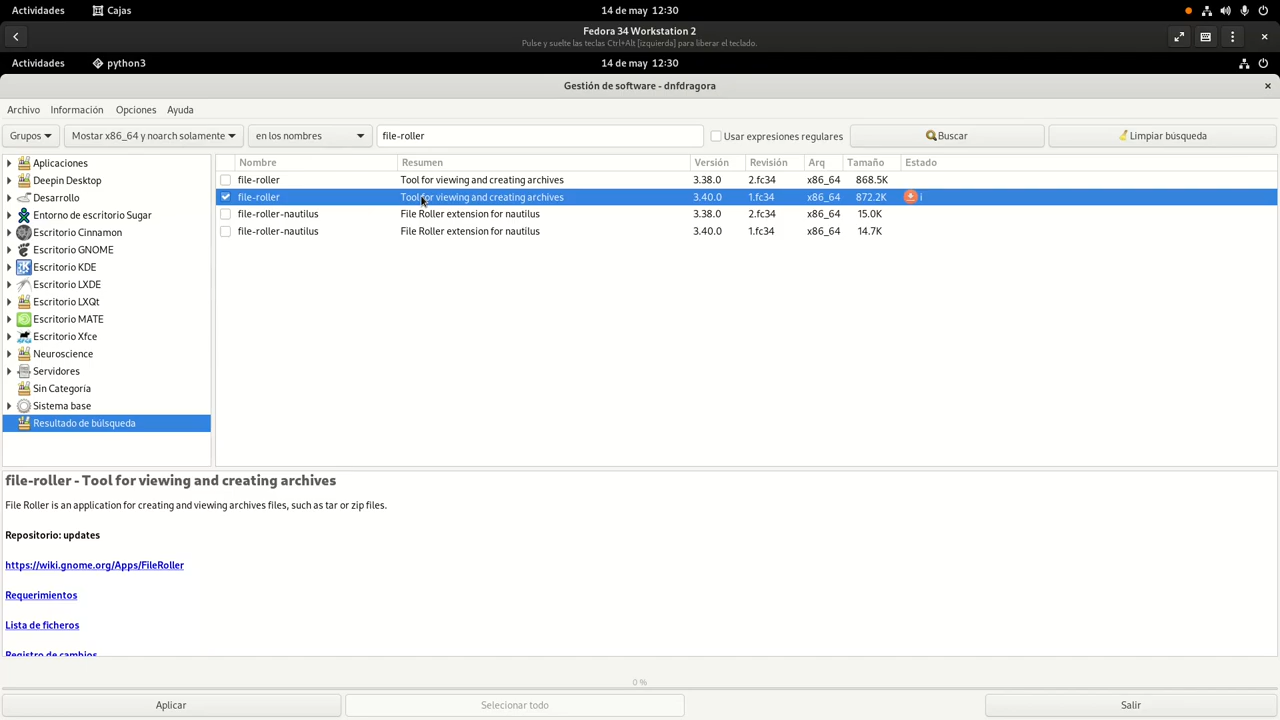 Actividades Cajas 14 de may 12:30
Fedora 34 Workstation 2
Pulse y suelte las teclas Ctrl+Alt [izquierda] para liberar el teclado.
Actividades python3 14 de may 12:30
Gestión de software - dnfdragora
Archivo Información Opciones Ayuda
Grupos Mostar x86_64 y noarch solamente en los nombres file-roller Usar expresiones regulares Buscar Limpiar búsqueda
Aplicaciones
Deepin Desktop
Desarrollo
Entorno de escritorio Sugar
Escritorio Cinnamon
Escritorio GNOME
Escritorio KDE
Escritorio LXDE
Escritorio LXQt
Escritorio MATE
Escritorio Xfce
Neuroscience
Servidores
Sin Categoría
Sistema base
Resultado de búlsqueda
Nombre Resumen Versión Revisión Arq Tamaño Estado
file-roller Tool for viewing and creating archives 3.38.0 2.fc34 x86_64 868.5K
file-roller Tool for viewing and creating archives 3.40.0 1.fc34 x86_64 872.2K i
file-roller-nautilus File Roller extension for nautilus 3.38.0 2.fc34 x86_64 15.0K
file-roller-nautilus File Roller extension for nautilus 3.40.0 1.fc34 x86_64 14.7K
file-roller - Tool for viewing and creating archives
File Roller is an application for creating and viewing archives files, such as tar or zip files.
Repositorio: updates
https://wiki.gnome.org/Apps/FileRoller
Requerimientos
Lista de ficheros
Registro de cambios
0 %
Aplicar Selecionar todo Salir